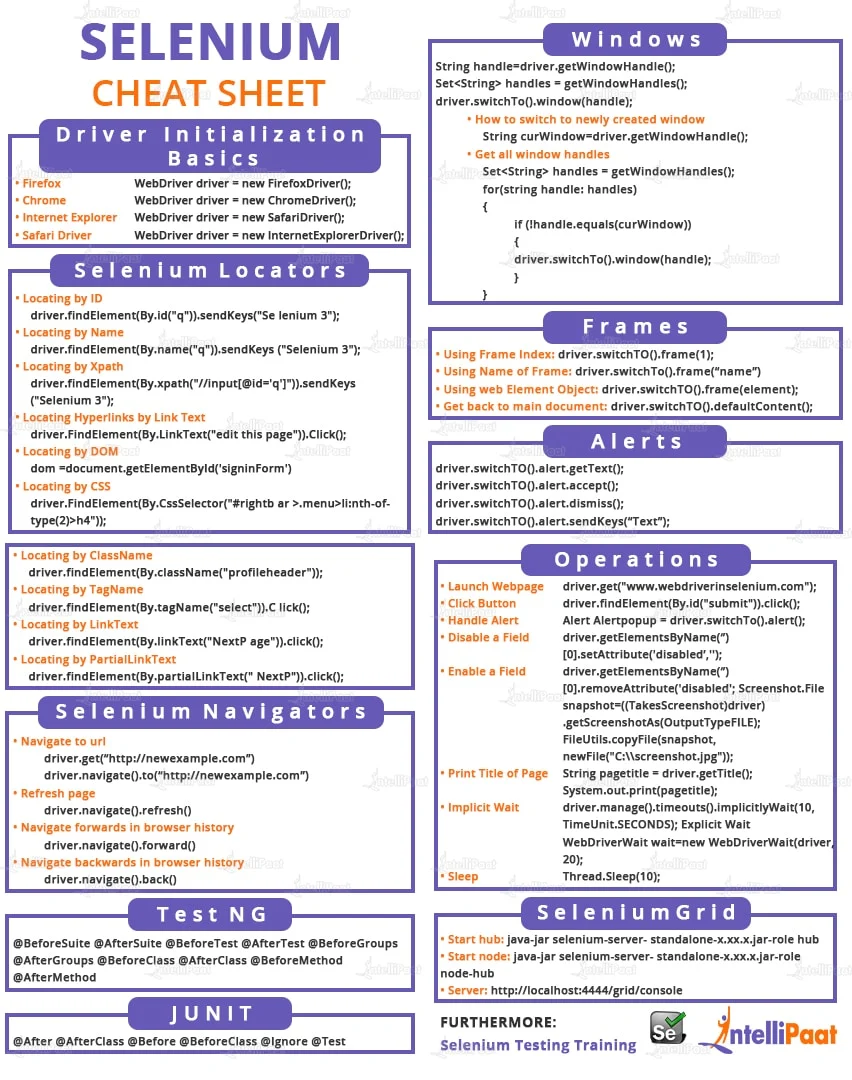 SELENIUM
CHEAT SHEET
Driver Initialization
Basics
• Firefox WebDriver driver = new FirefoxDriver();
• Chrome WebDriver driver = new ChromeDriver();
• Internet Explorer WebDriver driver = new SafariDriver();
• Safari Driver WebDriver driver = new InternetExplorerDriver();
Selenium Locators
• Locating by ID
driver.findElement(By.id("q")).sendKeys("Se lenium 3");
• Locating by Name
driver.findElement(By.name("q")).sendKeys ("Selenium 3");
• Locating by Xpath
driver.findElement(By.xpath("//input[@id='q']")).sendKeys
("Selenium 3");
• Locating Hyperlinks by Link Text
driver.FindElement(By.LinkText("edit this page")).Click();
• Locating by DOM
dom =document.getElementById('signinForm')
• Locating by CSS
driver.FindElement(By.CssSelector("#rightb ar >.menu>li:nth-of-
type(2)>h4"));
• Locating by ClassName
driver.findElement(By.className("profileheader"));
• Locating by TagName
driver.findElement(By.tagName("select")).C lick();
• Locating by LinkText
driver.findElement(By.linkText("NextP age")).click();
• Locating by PartialLinkText
driver.findElement(By.partialLinkText(" NextP")).click();
Selenium Navigators
• Navigate to url
driver.get(“http://newexample.com”)
driver.navigate().to(“http://newexample.com”)
• Refresh page
driver.navigate().refresh()
• Navigate forwards in browser history
driver.navigate().forward()
• Navigate backwards in browser history
driver.navigate().back()
Test NG
@BeforeSuite @AfterSuite @BeforeTest @AfterTest @BeforeGroups
@AfterGroups @BeforeClass @AfterClass @BeforeMethod
@AfterMethod
JUNIT
@After @AfterClass @Before @BeforeClass @Ignore @Test
Windows
String handle=driver.getWindowHandle();
Set<String> handles = getWindowHandles();
driver.switchTo().window(handle);
• How to switch to newly created window
String curWindow=driver.getWindowHandle();
• Get all window handles
Set<String> handles = getWindowHandles();
for(string handle: handles)
{
if (!handle.equals(curWindow))
{
driver.switchTo().window(handle);
}
}
Frames
• Using Frame Index: driver.switchTO().frame(1);
• Using Name of Frame: driver.switchTo().frame(“name”)
• Using web Element Object: driver.switchTO().frame(element);
• Get back to main document: driver.switchTO().defaultContent();
Alerts
driver.switchTO().alert.getText();
driver.switchTO().alert.accept();
driver.switchTO().alert.dismiss();
driver.switchTO().alert.sendKeys(“Text”);
Operations
• Launch Webpage driver.get("www.webdriverinselenium.com");
• Click Button driver.findElement(By.id("submit")).click();
• Handle Alert Alert Alertpopup = driver.switchTo().alert();
• Disable a Field driver.getElementsByName(�”)
[0].setAttribute('disabled’,'');
• Enable a Field driver.getElementsByName(�”)
[0].removeAttribute('disabled'; Screenshot.File
snapshot=((TakesScreenshot)driver)
.getScreenshotAs(OutputTypeFILE);
FileUtils.copyFile(snapshot,
newFile("C:\\screenshot.jpg"));
• Print Title of Page String pagetitle = driver.getTitle();
System.out.print(pagetitle);
• Implicit Wait driver.manage().timeouts().implicitlyWait(10,
TimeUnit.SECONDS); Explicit Wait
WebDriverWait wait=new WebDriverWait(driver,
20);
• Sleep Thread.Sleep(10);
SeleniumGrid
• Start hub: java-jar selenium-server- standalone-x.xx.x.jar-role hub
• Start node: java-jar selenium-server- standalone-x.xx.x.jar-role
node-hub
• Server: http://localhost:4444/grid/console
FURTHERMORE:
Selenium Testing Training
Se
IntelliPaat